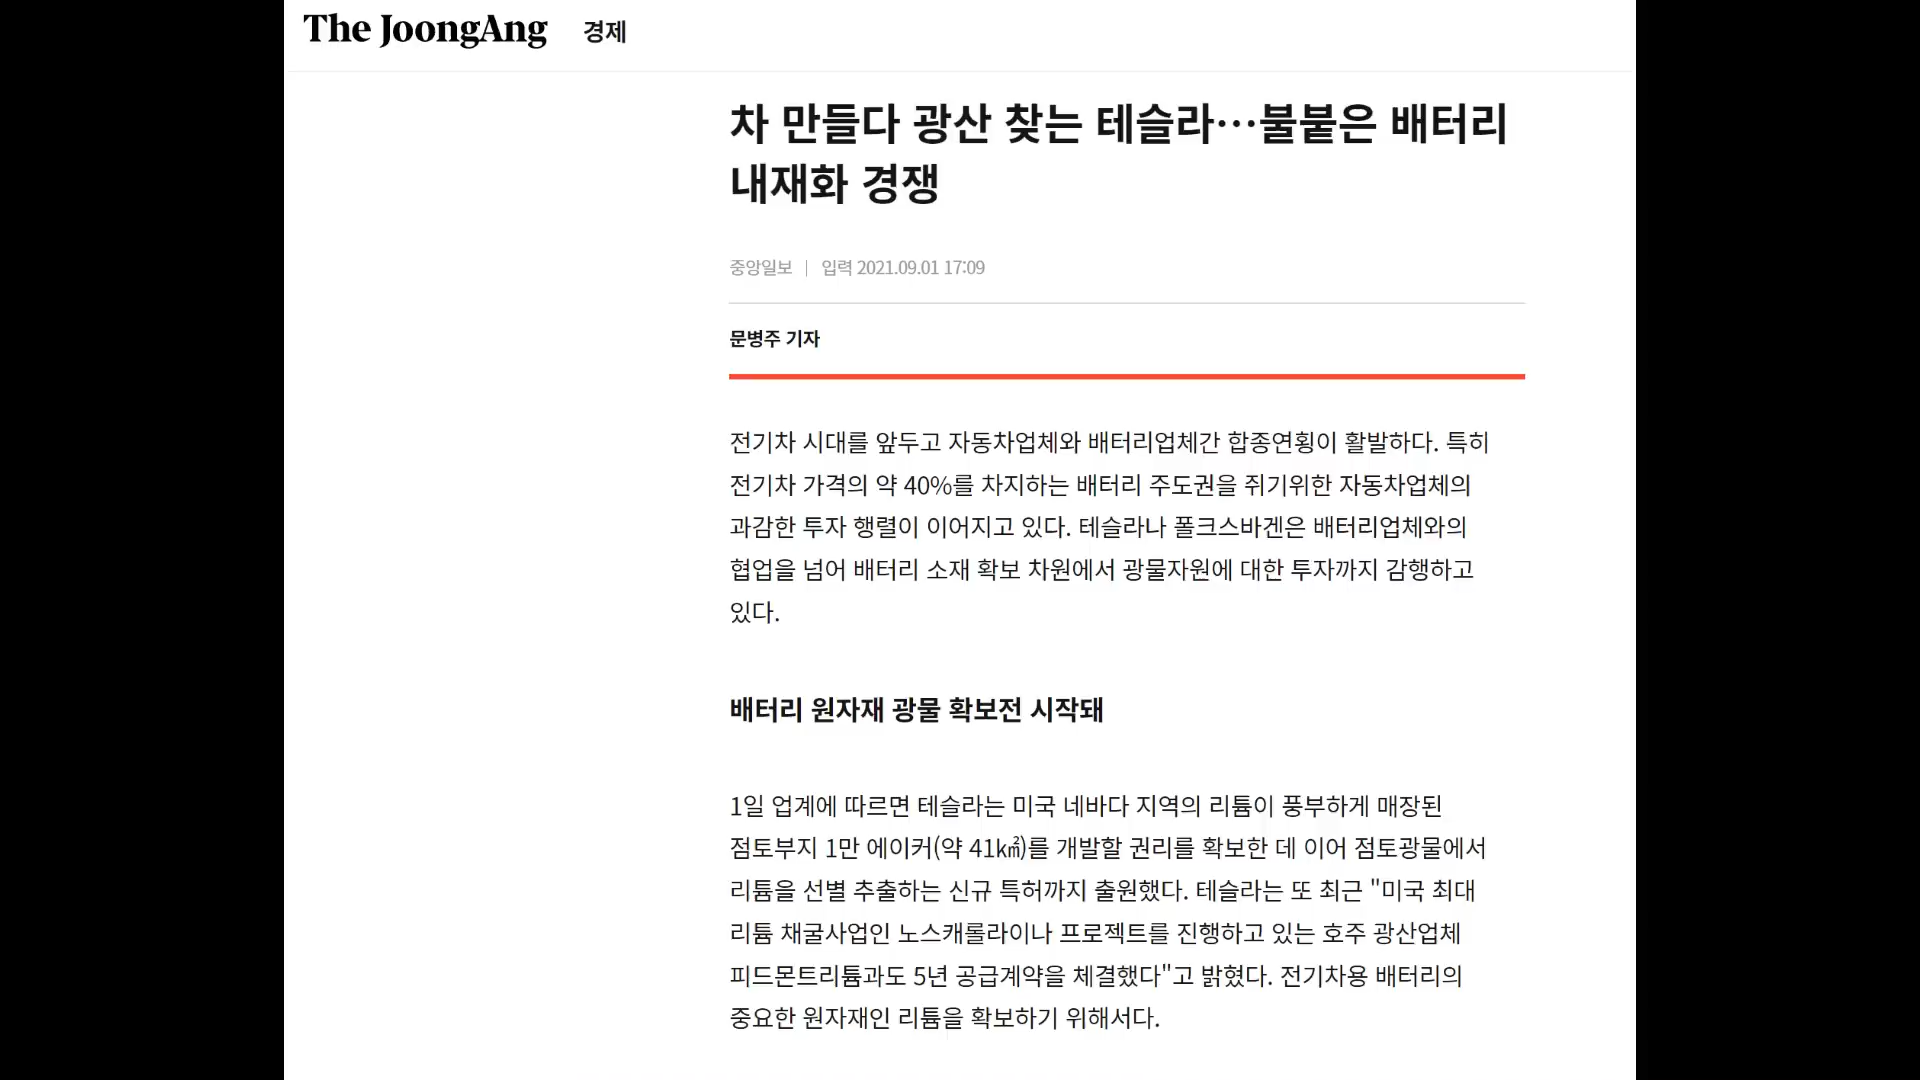 The JoongAng 경제
차 만들다 광산 찾는 테슬라…불붙은 배터리
내재화 경쟁
중앙일보 | 입력 2021.09.01 17:09
문병주 기자
전기차 시대를 앞두고 자동차업체와 배터리업체간 합종연횡이 활발하다. 특히
전기차 가격의 약 40%를 차지하는 배터리 주도권을 쥐기위한 자동차업체의
과감한 투자 행렬이 이어지고 있다. 테슬라나 폴크스바겐은 배터리업체와의
협업을 넘어 배터리 소재 확보 차원에서 광물자원에 대한 투자까지 감행하고
있다.
배터리 원자재 광물 확보전 시작돼
1일 업계에 따르면 테슬라는 미국 네바다 지역의 리튬이 풍부하게 매장된
점토부지 1만 에이커(약 41㎢)를 개발할 권리를 확보한 데 이어 점토광물에서
리튬을 선별 추출하는 신규 특허까지 출원했다. 테슬라는 또 최근 "미국 최대
리튬 채굴사업인 노스캐롤라이나 프로젝트를 진행하고 있는 호주 광산업체
피드몬트리튬과도 5년 공급계약을 체결했다"고 밝혔다. 전기차용 배터리의
중요한 원자재인 리튬을 확보하기 위해서다.